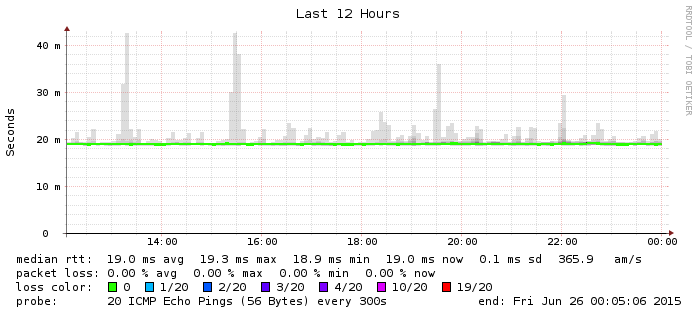 Last 12 Hours
RRDTOOL / TOBI OETIKER
Seconds
40 m
30 m
20 m
10 m
0
14:00 16:00 18:00 20:00 22:00 00:00
median rtt: 19.0 ms avg 19.3 ms max 18.9 ms min 19.0 ms now 0.1 ms sd 365.9 am/s
packet loss: 0.00 % avg 0.00 % max 0.00 % min 0.00 % now
loss color: 0 1/20 2/20 3/20 4/20 10/20 19/20
probe: 20 ICMP Echo Pings (56 Bytes) every 300s end: Fri Jun 26 00:05:06 2015